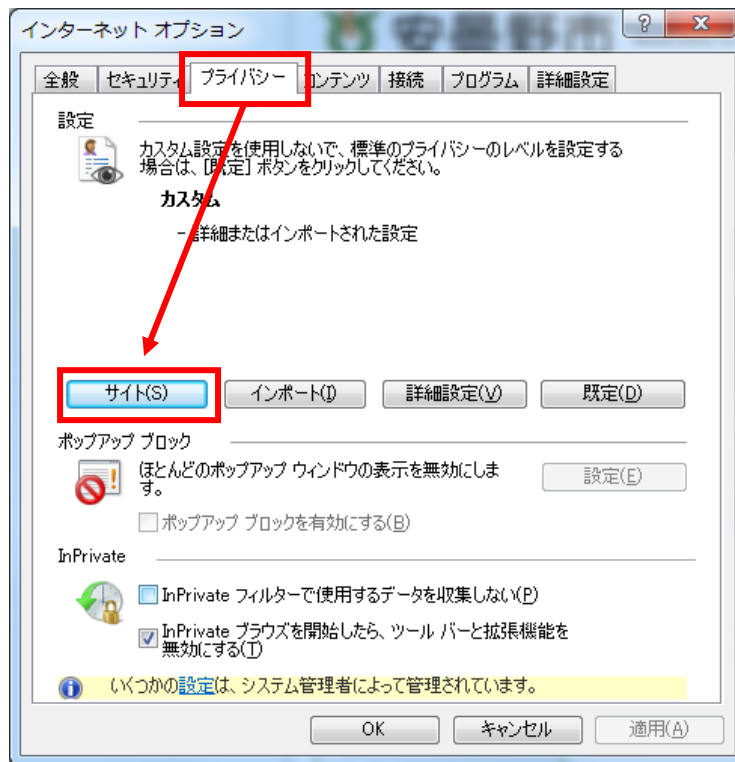 インターネット オプション
安曇野市
全般 セキュリティ プライバシー コンテンツ 接続 プログラム 詳細設定
設定
カスタム設定を使用しないで、標準のプライバシーのレベルを設定する
場合は、[既定] ボタンをクリックしてください。
カスタム
- 詳細またはインポートされた設定
サイト(S) インポート(I) 詳細設定(V) 既定(D)
ポップアップ ブロック
ほとんどのポップアップ ウィンドウの表示を無効にしま
す。
設定(E)
ポップアップ ブロックを有効にする(B)
InPrivate
InPrivate フィルターで使用するデータを収集しない(P)
InPrivate ブラウズを開始したら、ツール バーと拡張機能を
無効にする(T)
いくつかの設定は、システム管理者によって管理されています。
OK キャンセル 適用(A)